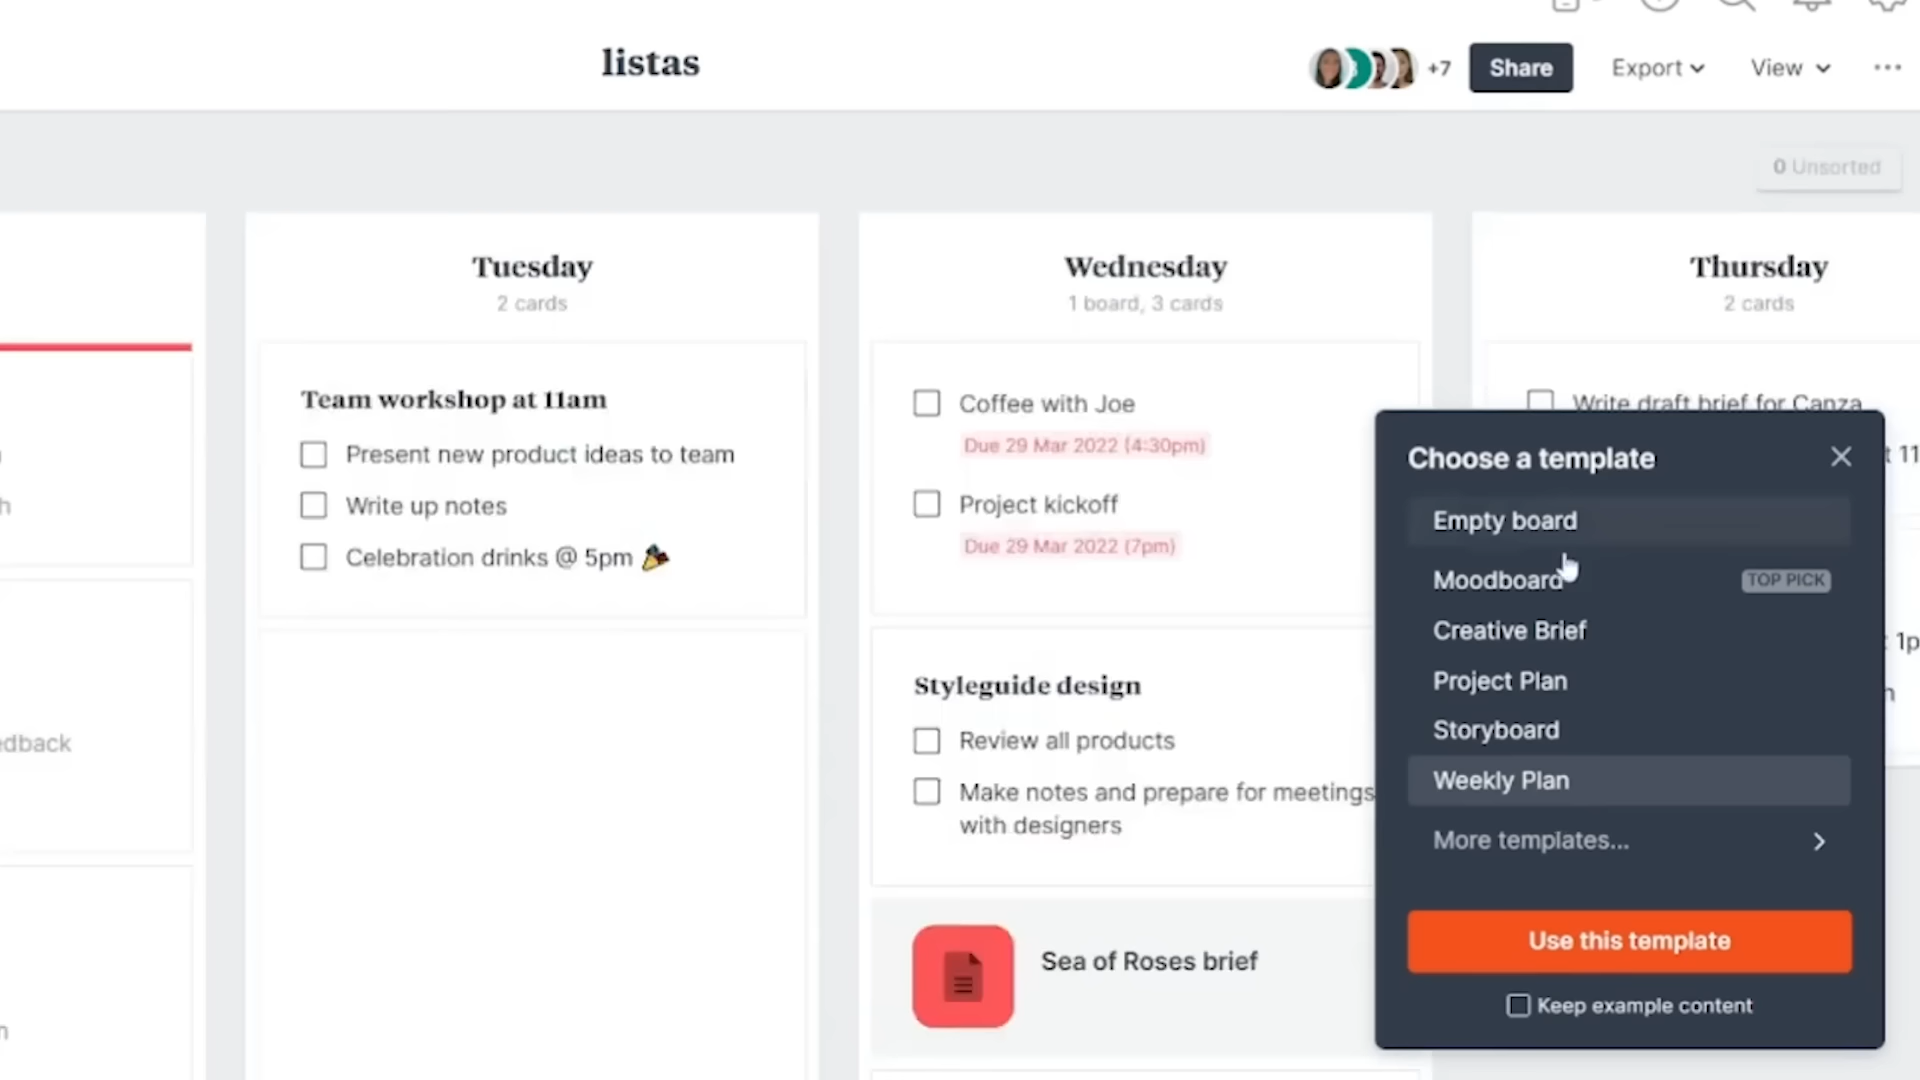 listas
+7
Share
Export
View
0 Unsorted
Tuesday
2 cards
Team workshop at 11am
Present new product ideas to team
Write up notes
Celebration drinks @ 5pm 🎉
Wednesday
1 board, 3 cards
Coffee with Joe
Due 29 Mar 2022 (4:30pm)
Project kickoff
Due 29 Mar 2022 (7pm)
Styleguide design
Review all products
Make notes and prepare for meetings
with designers
Sea of Roses brief
Thursday
2 cards
Write draft brief for Canza
Choose a template
Empty board
Moodboard
TOP PICK
Creative Brief
Project Plan
Storyboard
Weekly Plan
More templates...
Use this template
Keep example content